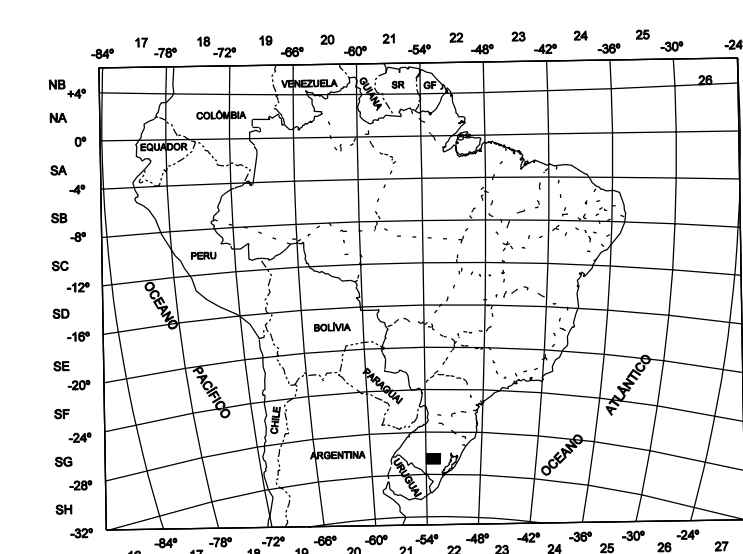 17 18 19 20 21 22 23 24 25 -24
-84° -78° -72° -66° -60° -54° -48° -42° -36° -30°
NB +4°
NA
0°
SA
-4°
SB
-8°
SC
-12°
SD
-16°
SE
-20°
SF
-24°
SG
-28°
SH
-32°
26
VENEZUELA
GUIANA
SR
GF
COLÔMBIA
EQUADOR
PERU
OCEANO
PACÍFICO
BOLÍVIA
PARAGUAI
CHILE
ARGENTINA
URUGUAI
OCEANO
ATLÂNTICO
-84° -78° -72° -66° -60° -54° -48° -42° -36° -30° -24°
17 18 19 20 21 22 23 24 25 26 27